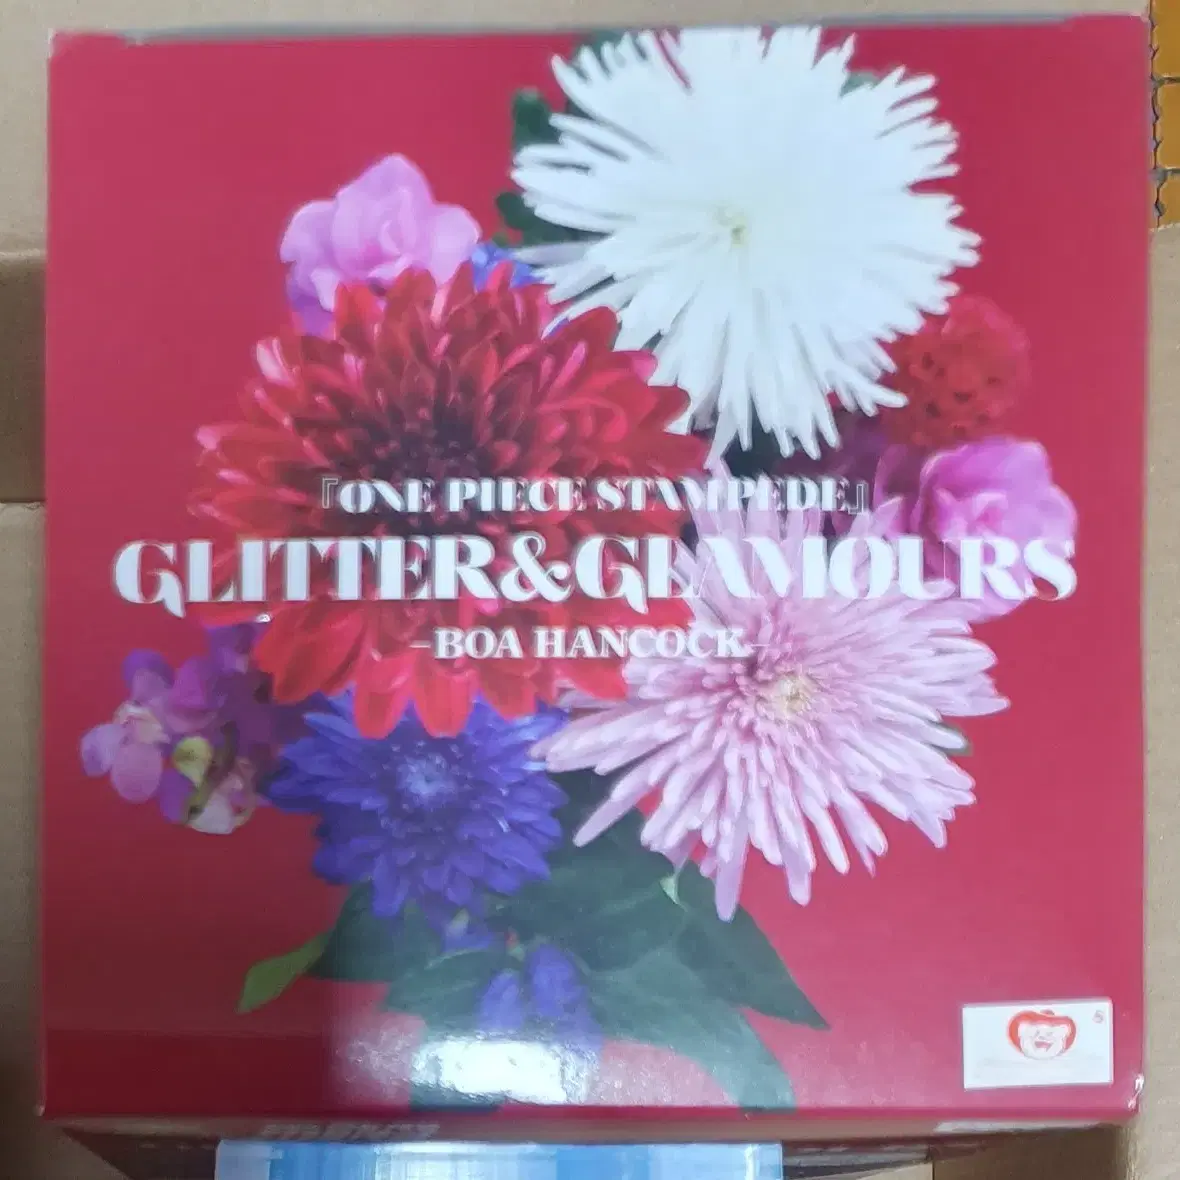 『ONE PIECE STAMPEDE』
GLITTER&GLAMOURS
-BOA HANCOCK-